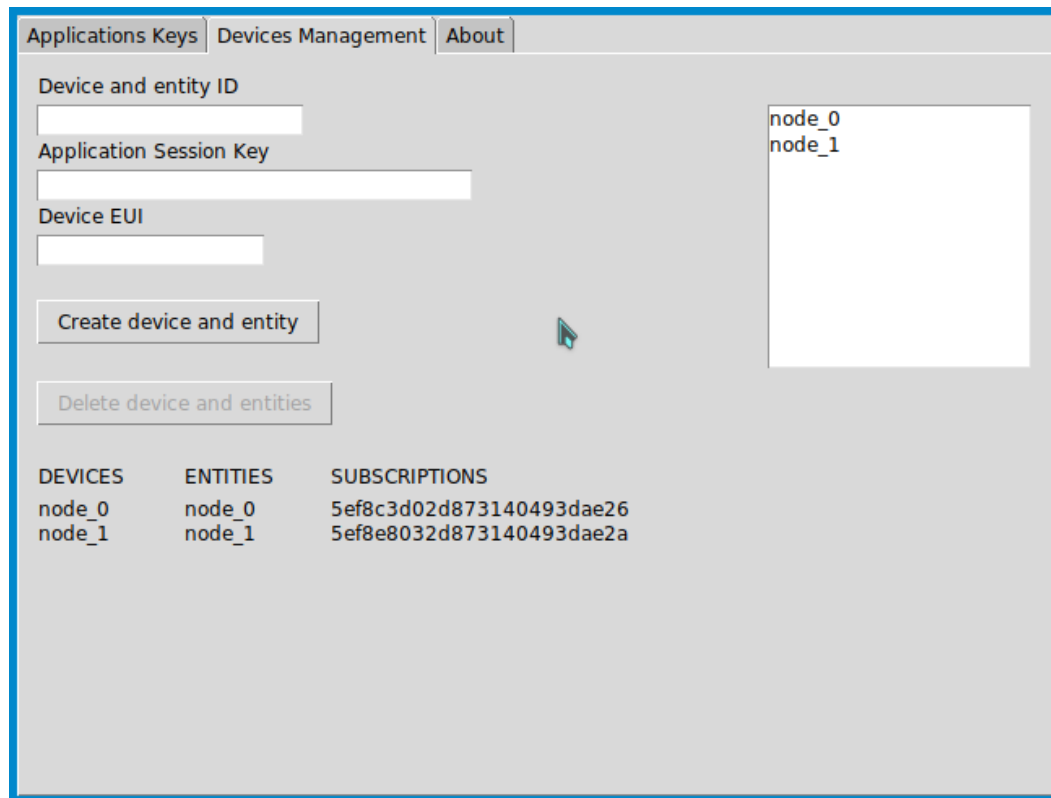 Applications Keys Devices Management About
Device and entity ID
Application Session Key
Device EUI
node_0
node_1
Create device and entity
Delete device and entities
DEVICES ENTITIES SUBSCRIPTIONS
node_0 node_0 5ef8c3d02d873140493dae26
node_1 node_1 5ef8e8032d873140493dae2a